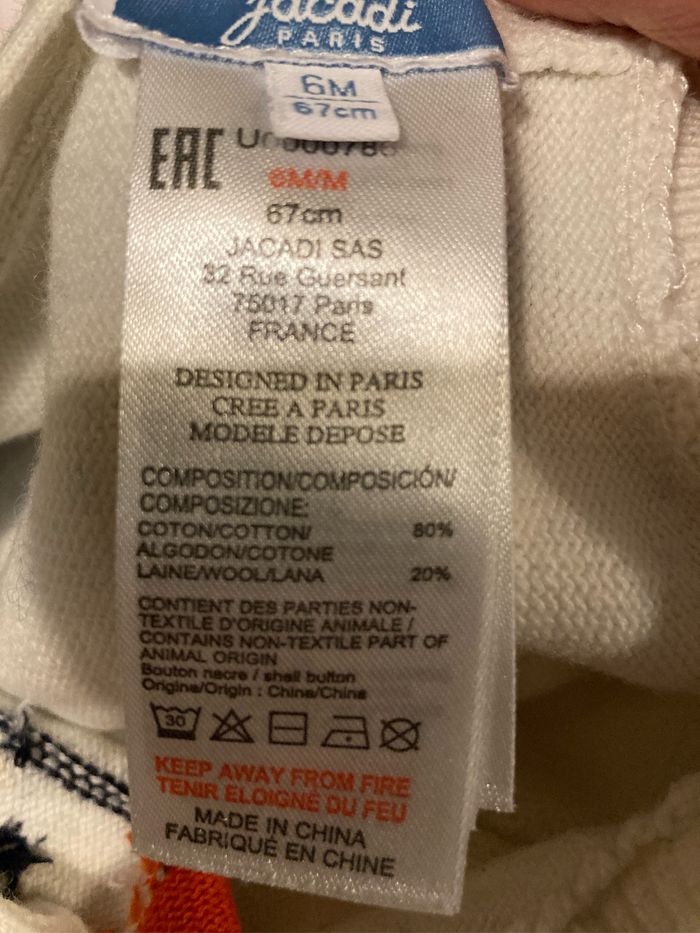 Jacadi
PARIS
6M
67cm
EAC
6M/M
67cm
JACADI SAS
32 Rue Guersant
75017 Paris
FRANCE
DESIGNED IN PARIS
CREE A PARIS
MODELE DEPOSE
COMPOSITION/COMPOSICIÓN/
COMPOSIZIONE:
COTON/COTTON/ 80%
ALGODON/COTONE
LAINE/WOOL/LANA 20%
CONTIENT DES PARTIES NON-
TEXTILE D'ORIGINE ANIMALE /
CONTAINS NON-TEXTILE PART OF
ANIMAL ORIGIN
Bouton nacre / shell button
Origine/Origin : Chine/China
30
KEEP AWAY FROM FIRE
TENIR ELOIGNÉ DU FEU
MADE IN CHINA
FABRIQUÉ EN CHINE